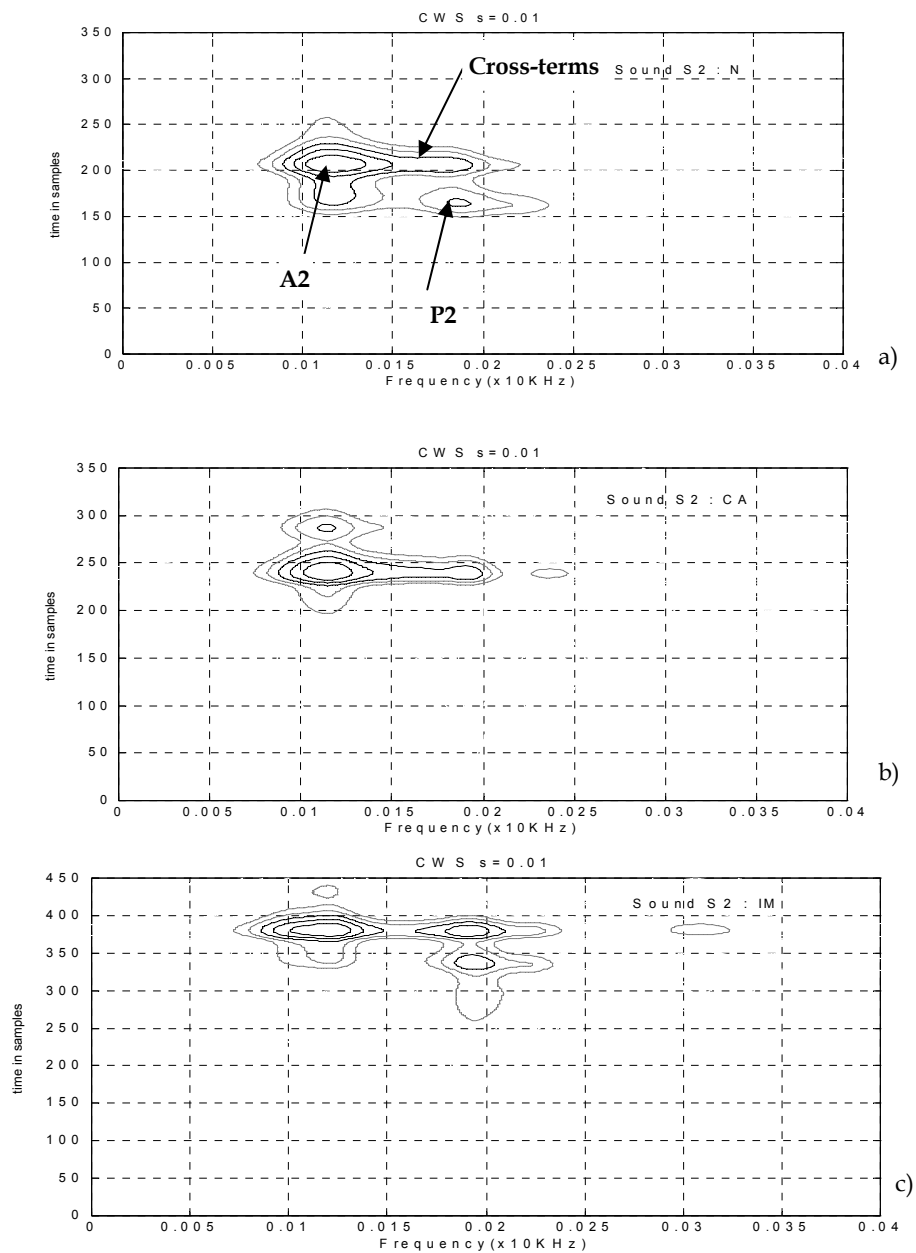 CWS s=0.01
350
300
250
200
150
100
50
0
time in samples
Cross-terms
Sound S2 : N
A2
P2
0 0.005 0.01 0.015 0.02 0.025 0.03 0.035 0.04
Frequency(x10KHz)
a)
CWS s=0.01
350
300
250
200
150
100
50
0
time in samples
Sound S2 : CA
0 0.005 0.01 0.015 0.02 0.025 0.03 0.035 0.04
Frequency(x10KHz)
b)
CWS s=0.01
450
400
350
300
250
200
150
100
50
0
time in samples
Sound S2 : IM
0 0.005 0.01 0.015 0.02 0.025 0.03 0.035 0.04
Frequency(x10KHz)
c)